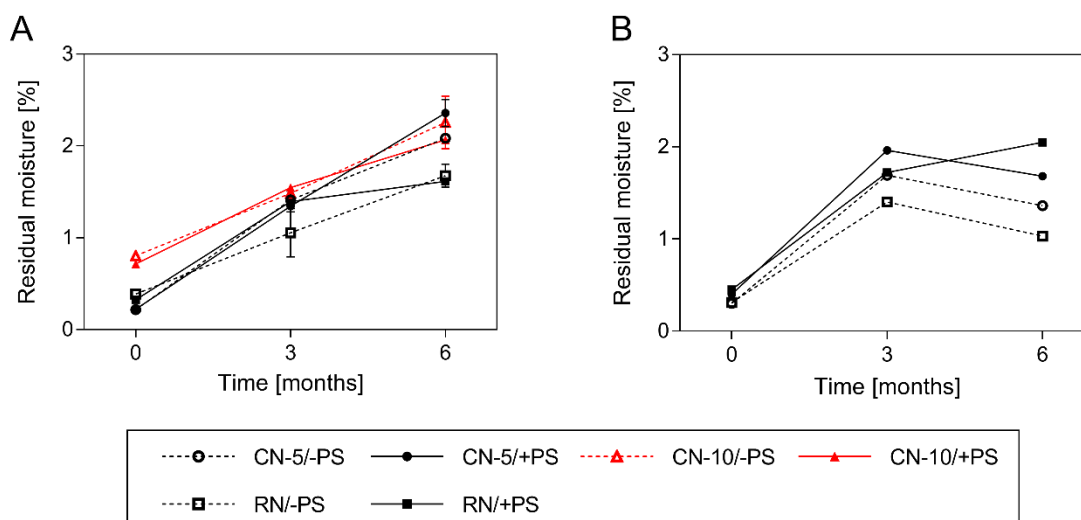 A
B
3
2
1
0
Residual moisture [%]
0 3 6
Time [months]
3
2
1
0
Residual moisture [%]
0 3 6
Time [months]
CN-5/-PS CN-5/+PS CN-10/-PS CN-10/+PS
RN/-PS RN/+PS